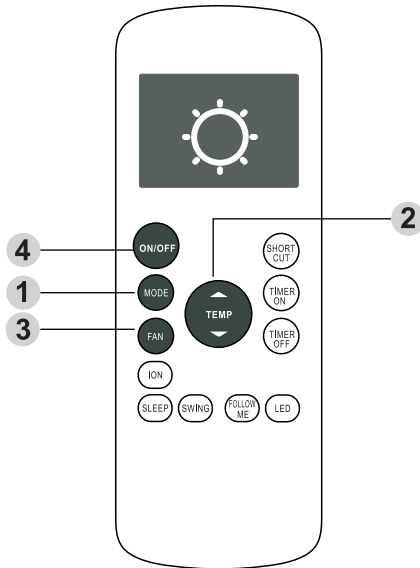 2
4
ON/OFF
SHORT
CUT
1
MODE
TEMP
TIMER
ON
3
FAN
TIMER
OFF
ION
SLEEP
SWING
FOLLOW
ME
LED